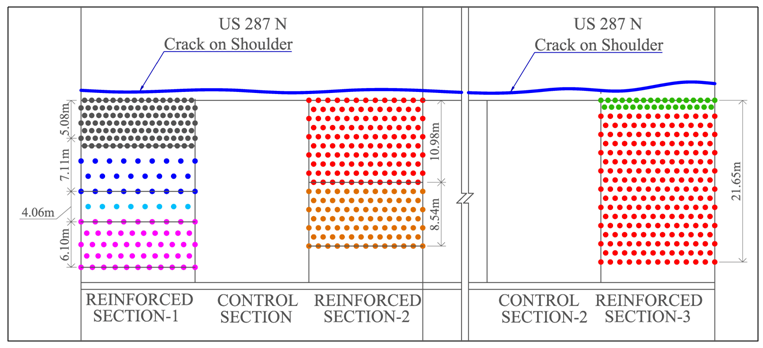 US 287 N
Crack on Shoulder
US 287 N
Crack on Shoulder
5.08m
7.11m
4.06m
6.10m
10.98m
8.54m
21.65m
REINFORCED
SECTION-1
CONTROL
SECTION
REINFORCED
SECTION-2
CONTROL
SECTION-2
REINFORCED
SECTION-3